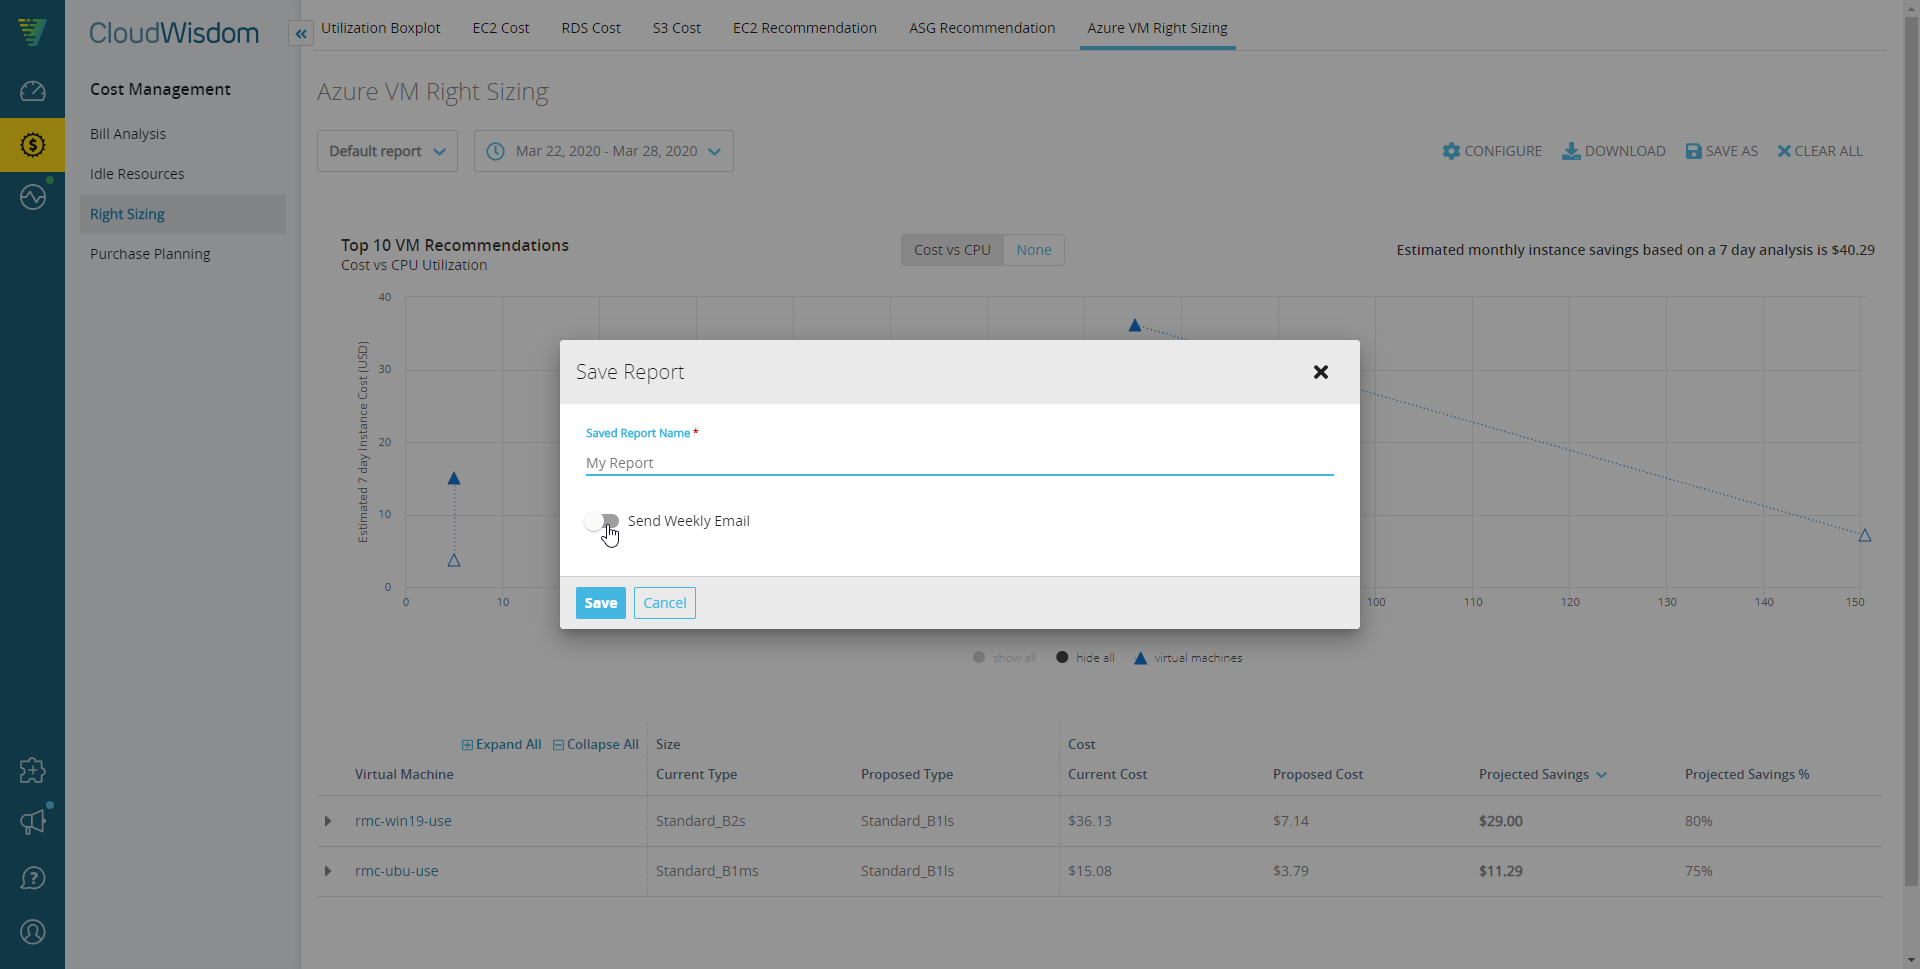 CloudWisdom
Utilization Boxplot EC2 Cost RDS Cost S3 Cost EC2 Recommendation ASG Recommendation Azure VM Right Sizing
Cost Management
Bill Analysis
Idle Resources
Right Sizing
Purchase Planning
Azure VM Right Sizing
Default report Mar 22, 2020 - Mar 28, 2020 CONFIGURE DOWNLOAD SAVE AS CLEAR ALL
Top 10 VM Recommendations
Cost vs CPU Utilization
Cost vs CPU None
Estimated monthly instance savings based on a 7 day analysis is $40.29
Estimated 7 day Instance Cost (USD)
40
30
20
10
0
0 10 100 110 120 130 140 150
Save Report
Saved Report Name *
My Report
Send Weekly Email
Save Cancel
show all hide all virtual machines
Expand All Collapse All Size Cost
Virtual Machine Current Type Proposed Type Current Cost Proposed Cost Projected Savings Projected Savings %
rmc-win19-use Standard_B2s Standard_B1ls $36.13 $7.14 $29.00 80%
rmc-ubu-use Standard_B1ms Standard_B1ls $15.08 $3.79 $11.29 75%